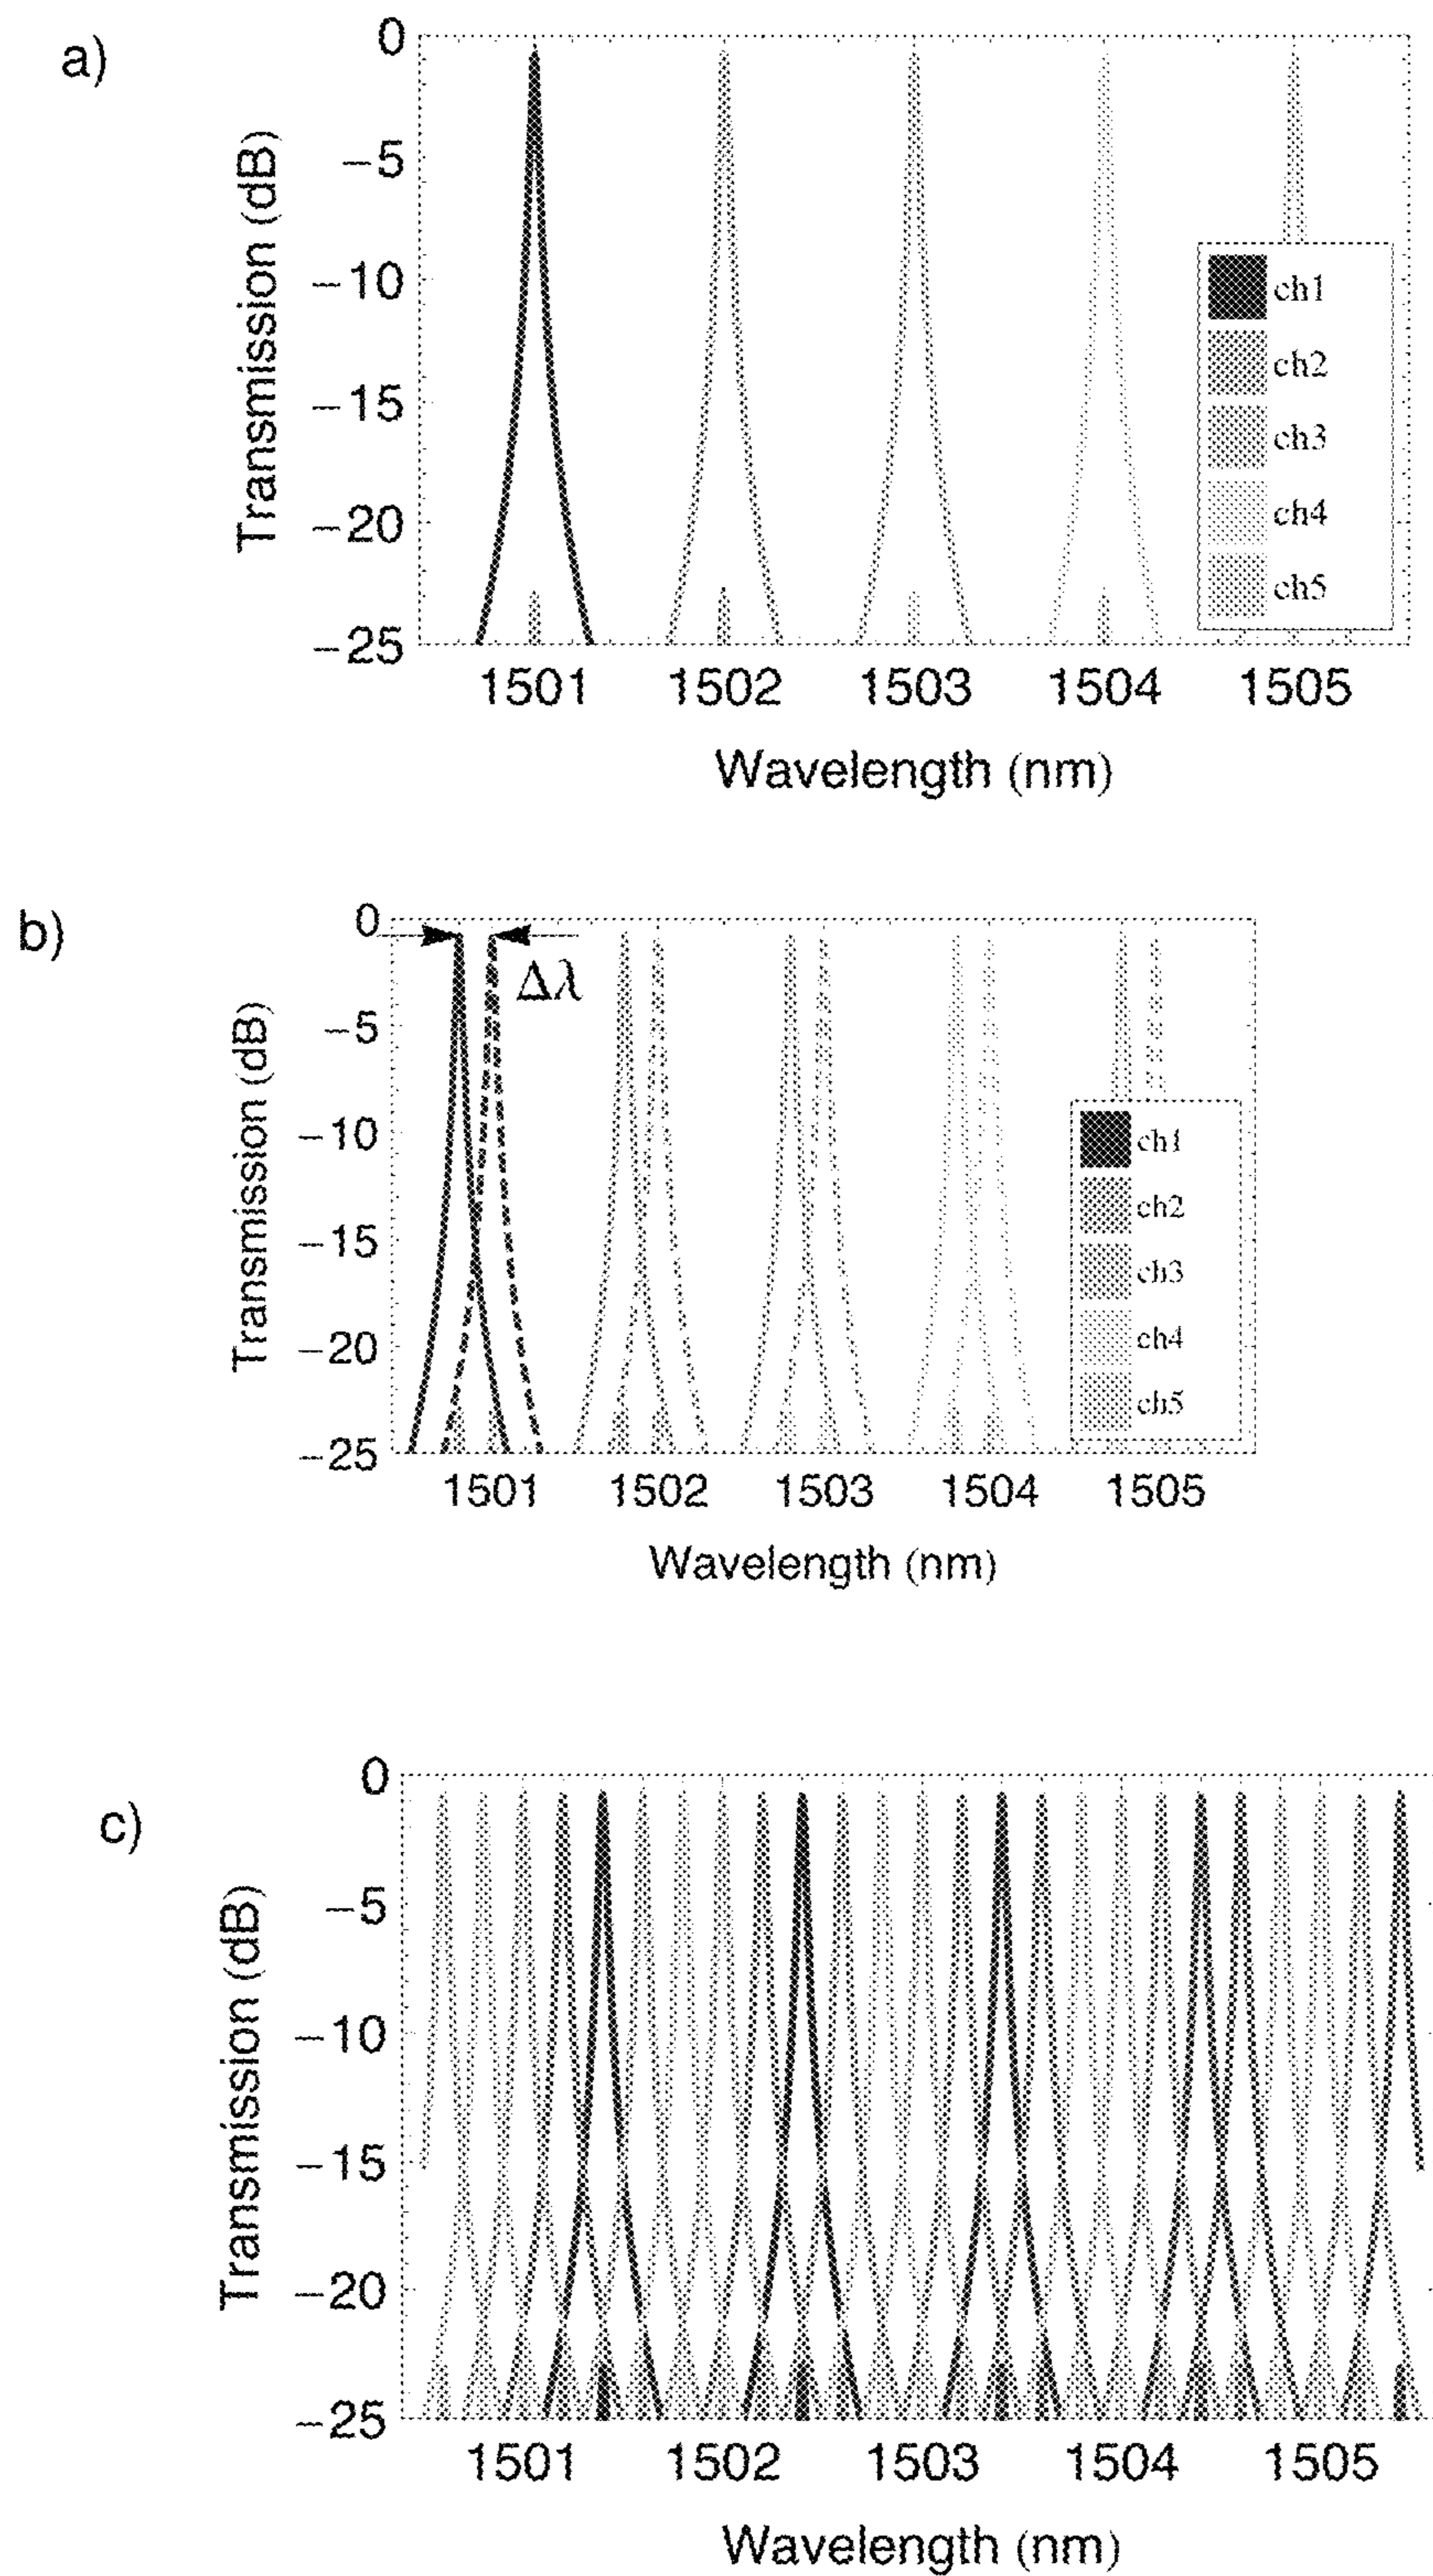 a)
Transmission (dB)
0
−5
−10
−15
−20
−25
ch1
ch2
ch3
ch4
ch5
1501 1502 1503 1504 1505
Wavelength (nm)
b)
Transmission (dB)
0
−5
−10
−15
−20
−25
Δλ
ch1
ch2
ch3
ch4
ch5
1501 1502 1503 1504 1505
Wavelength (nm)
c)
Transmission (dB)
0
−5
−10
−15
−20
−25
1501 1502 1503 1504 1505
Wavelength (nm)